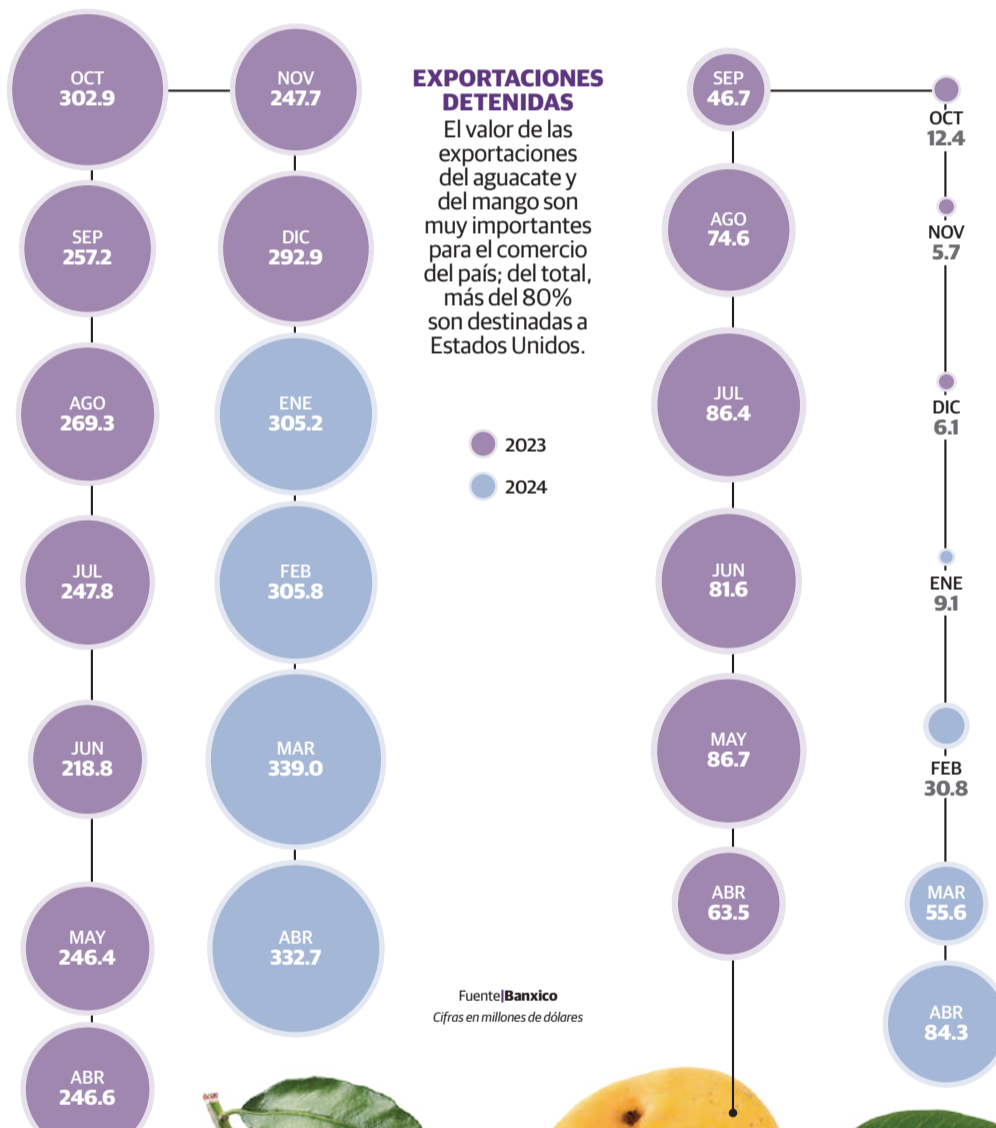 OCT
302.9
NOV
247.7
SEP
257.2
DIC
292.9
AGO
269.3
ENE
305.2
JUL
247.8
FEB
305.8
JUN
218.8
MAR
339.0
MAY
246.4
ABR
332.7
ABR
246.6
EXPORTACIONES
DETENIDAS
El valor de las
exportaciones
del aguacate y
del mango son
muy importantes
para el comercio
del país; del total,
más del 80%
son destinadas a
Estados Unidos.
2023
2024
Fuente|Banxico
Cifras en millones de dólares
SEP
46.7
OCT
12.4
AGO
74.6
NOV
5.7
JUL
86.4
DIC
6.1
JUN
81.6
ENE
9.1
MAY
86.7
FEB
30.8
ABR
63.5
MAR
55.6
ABR
84.3